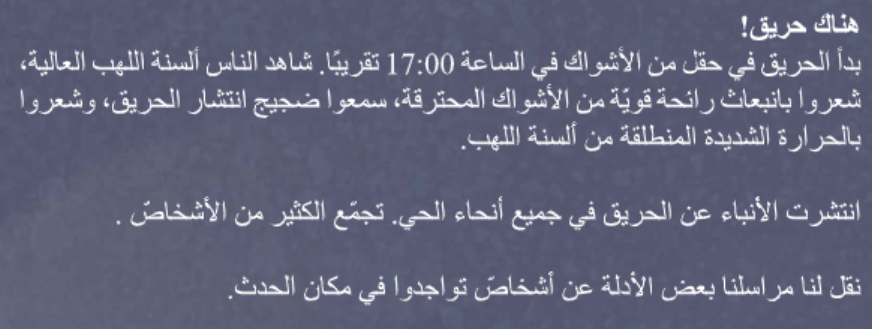 هناك حريق!
بدأ الحريق في حقل من الأشواك في الساعة 17:00 تقريبًا. شاهد الناس ألسنة اللهب العالية،
شعروا بانبعاث رائحة قويّة من الأشواك المحترقة، سمعوا ضجيج انتشار الحريق، وشعروا
بالحرارة الشديدة المنطلقة من ألسنة اللهب.
انتشرت الأنباء عن الحريق في جميع أنحاء الحي. تجمّع الكثير من الأشخاصّ .
نقل لنا مراسلنا بعض الأدلة عن أشخاصّ تواجدوا في مكان الحدث.